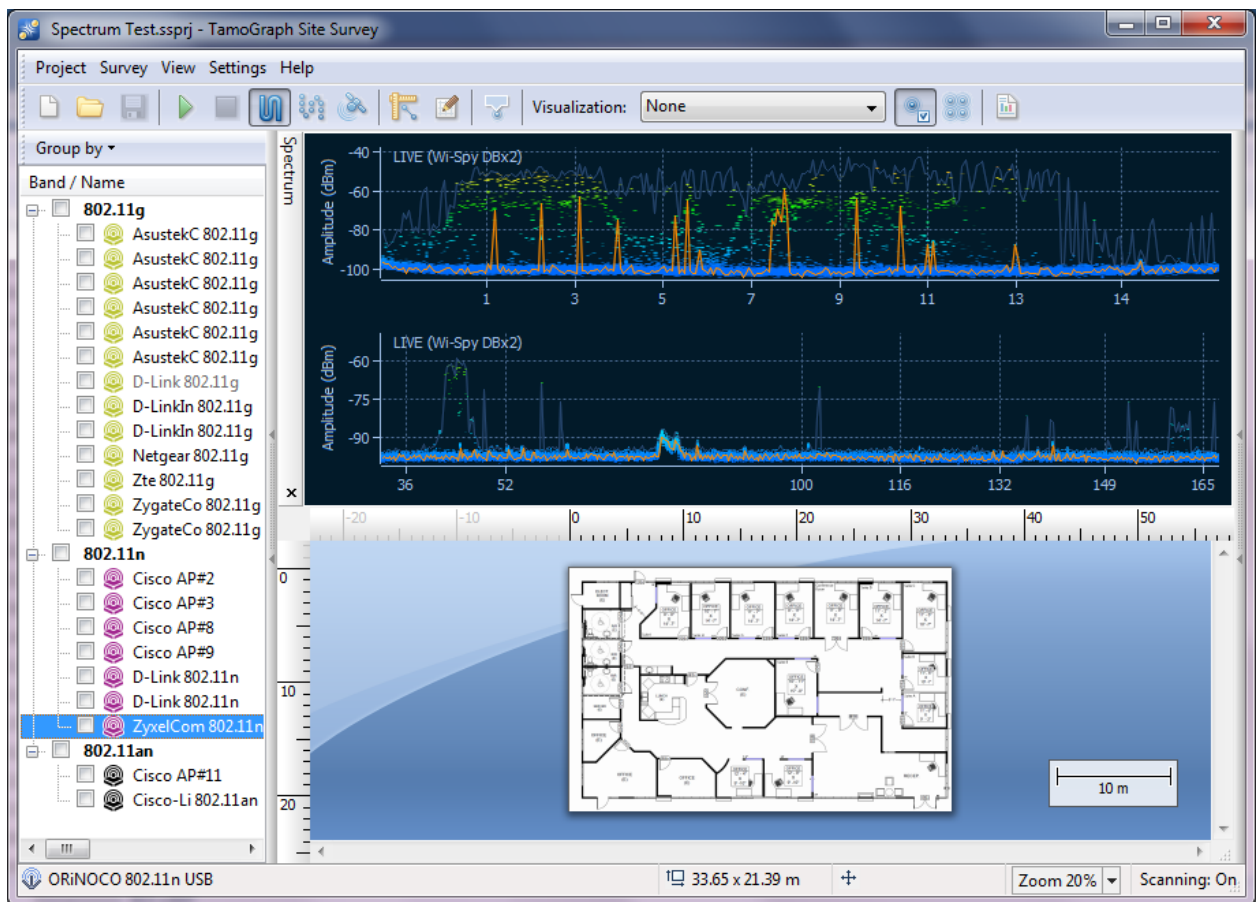 Spectrum Test.ssprj - TamoGraph Site Survey
Project Survey View Settings Help
Visualization: None
Group by
Band / Name
802.11g
AsustekC 802.11g
AsustekC 802.11g
AsustekC 802.11g
AsustekC 802.11g
AsustekC 802.11g
AsustekC 802.11g
D-Link 802.11g
D-LinkIn 802.11g
D-LinkIn 802.11g
Netgear 802.11g
Zte 802.11g
ZygateCo 802.11g
ZygateCo 802.11g
802.11n
Cisco AP#2
Cisco AP#3
Cisco AP#8
Cisco AP#9
D-Link 802.11n
D-Link 802.11n
ZyxelCom 802.11n
802.11an
Cisco AP#11
Cisco-Li 802.11an
Spectrum
x
LIVE (Wi-Spy DBx2)
Amplitude (dBm)
-40
-60
-80
-100
1 3 5 7 9 11 13 14
LIVE (Wi-Spy DBx2)
Amplitude (dBm)
-60
-75
-90
36 52 100 116 132 149 165
-20 -10 0 10 20 30 40 50
0
10
20
10 m
ORiNOCO 802.11n USB
33.65 x 21.39 m
Zoom 20%
Scanning: On